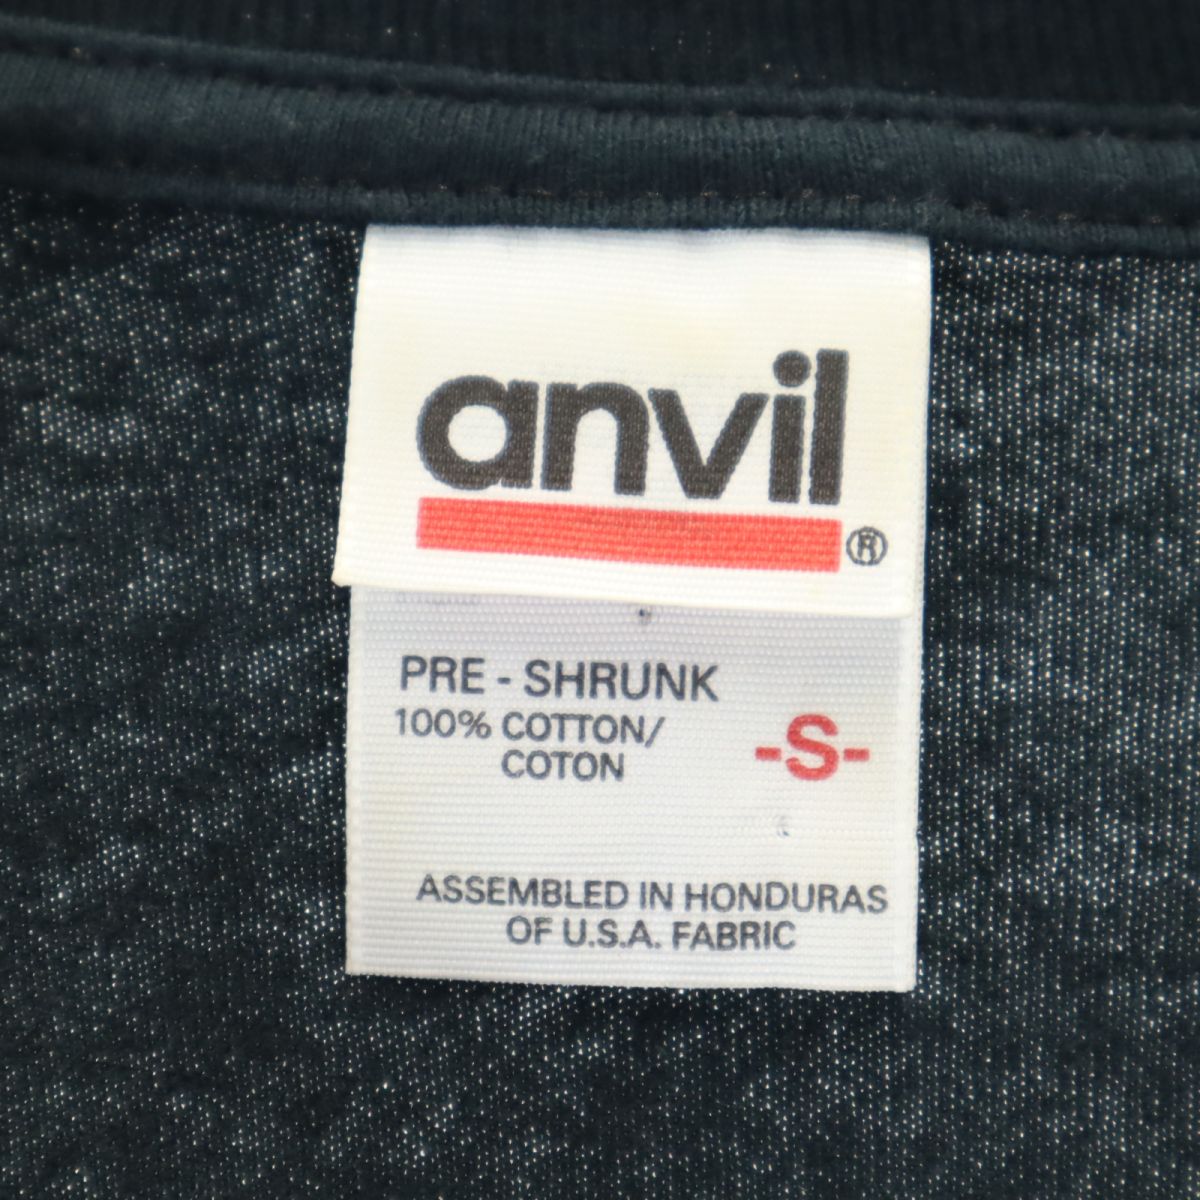 anvil
®
PRE - SHRUNK
100% COTTON/
COTON
-S-
ASSEMBLED IN HONDURAS
OF U.S.A. FABRIC